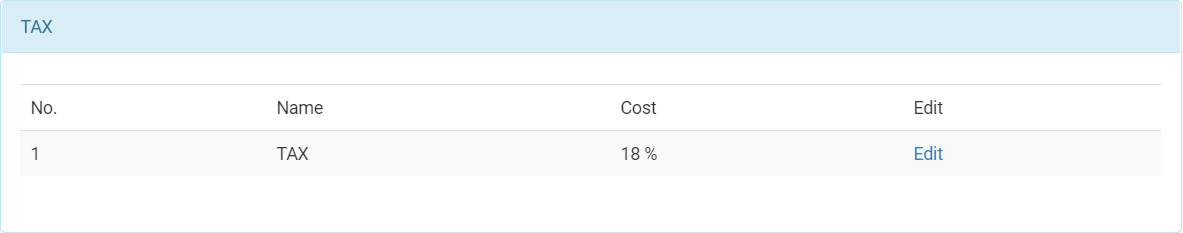 TAX
No. Name Cost Edit
1 TAX 18 % Edit